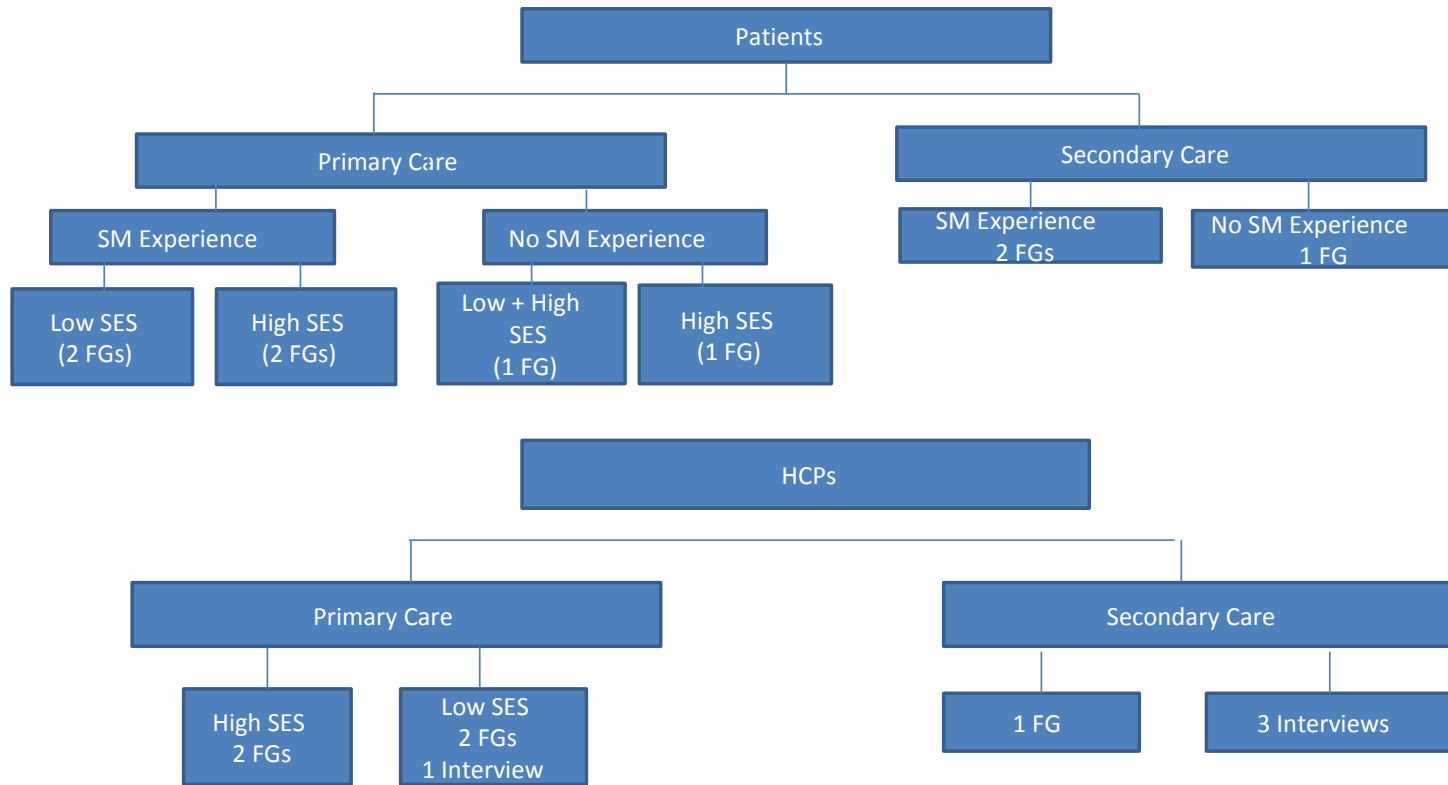 Patients
Primary Care
Secondary Care
SM Experience
No SM Experience
SM Experience
2 FGs
No SM Experience
1 FG
Low SES
(2 FGs)
High SES
(2 FGs)
Low + High
SES
(1 FG)
High SES
(1 FG)
HCPs
Primary Care
Secondary Care
High SES
2 FGs
Low SES
2 FGs
1 Interview
1 FG
3 Interviews